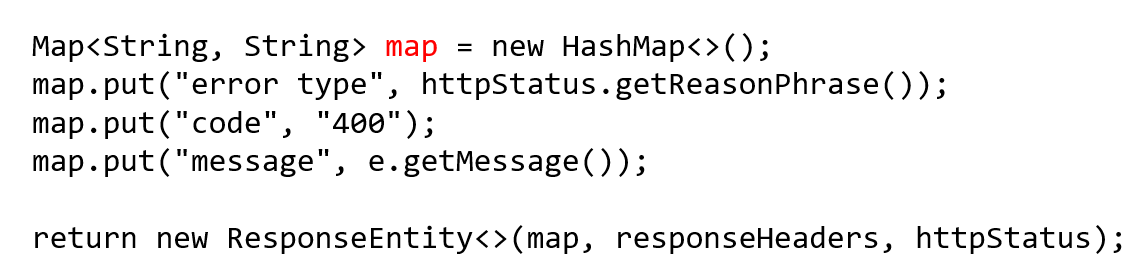 Map<String, String> map = new HashMap<>();
map.put("error type", httpStatus.getReasonPhrase());
map.put("code", "400");
map.put("message", e.getMessage());
return new ResponseEntity<>(map, responseHeaders, httpStatus);